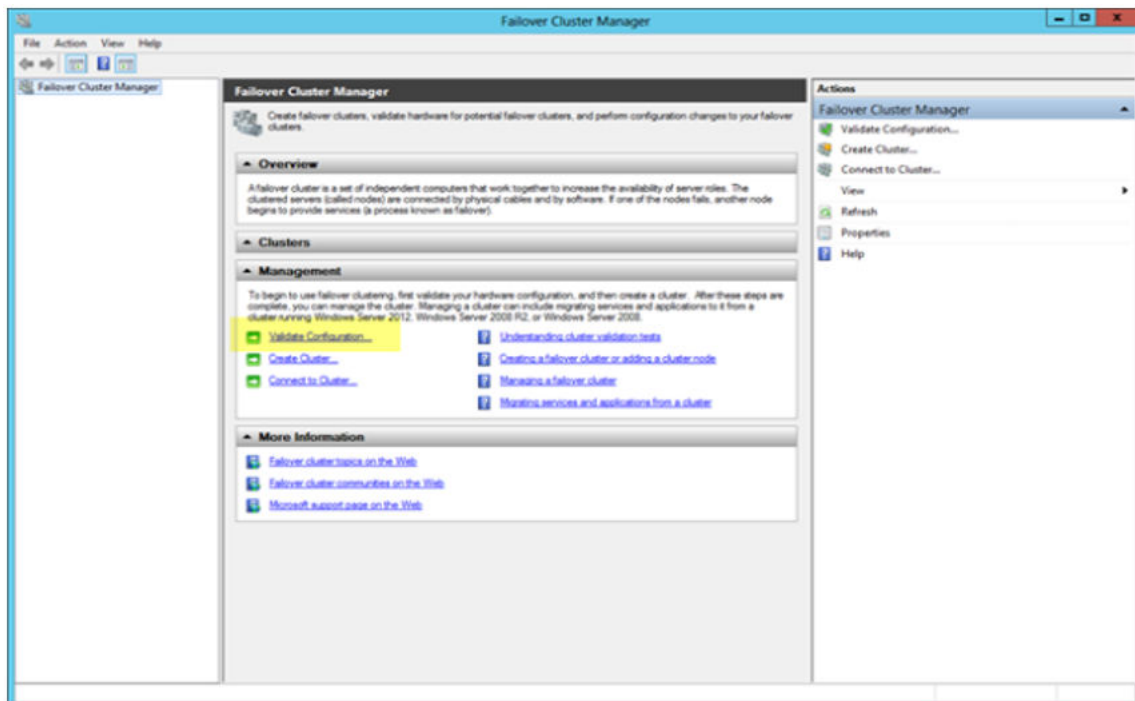 Failover Cluster Manager
File Action View Help
Failover Cluster Manager
Failover Cluster Manager
Create failover clusters, validate hardware for potential failover clusters, and perform configuration changes to your failover
clusters.
Overview
A failover cluster is a set of independent computers that work together to increase the availability of server roles. The
clustered servers (called nodes) are connected by physical cables and by software. If one of the nodes fails, another node
begins to provide services (a process known as failover).
Clusters
Management
To begin to use failover clustering, first validate your hardware configuration, and then create a cluster. After these steps are
complete, you can manage the cluster. Managing a cluster can include migrating services and applications to it from a
cluster running Windows Server 2012, Windows Server 2008 R2, or Windows Server 2008.
Validate Configuration...
Understanding cluster validation tests
Create Cluster...
Creating a failover cluster or adding a cluster node
Connect to Cluster...
Managing a failover cluster
Migrating services and applications from a cluster
More Information
Failover cluster topics on the Web
Failover cluster communities on the Web
Microsoft support page on the Web
Actions
Failover Cluster Manager
Validate Configuration...
Create Cluster...
Connect to Cluster...
View
Refresh
Properties
Help